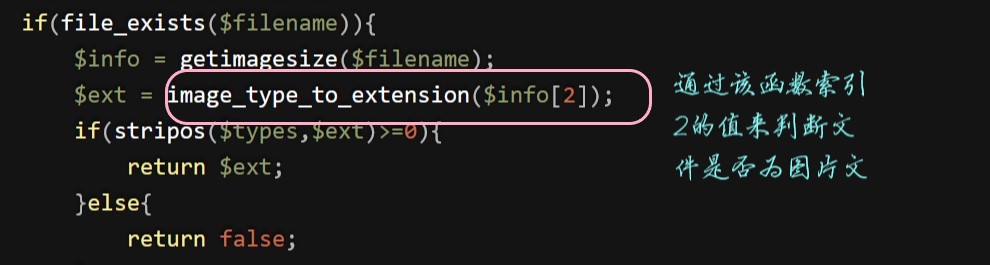 if(file_exists($filename)){
$info = getimagesize($filename);
$ext = image_type_to_extension($info[2]);
if(stripos($types,$ext)>=0){
return $ext;
}else{
return false;
通过该函数索引
2的值来判断文
件是否为图片文